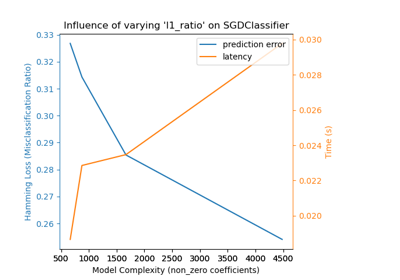 Influence of varying 'l1_ratio' on SGDClassifier
prediction error
latency
Hamming Loss (Misclassification Ratio)
0.33
0.32
0.31
0.30
0.29
0.28
0.27
0.26
0.030
0.028
0.026
0.024
0.022
0.020
Time (s)
500 1000 1500 2000 2500 3000 3500 4000 4500
Model Complexity (non_zero coefficients)